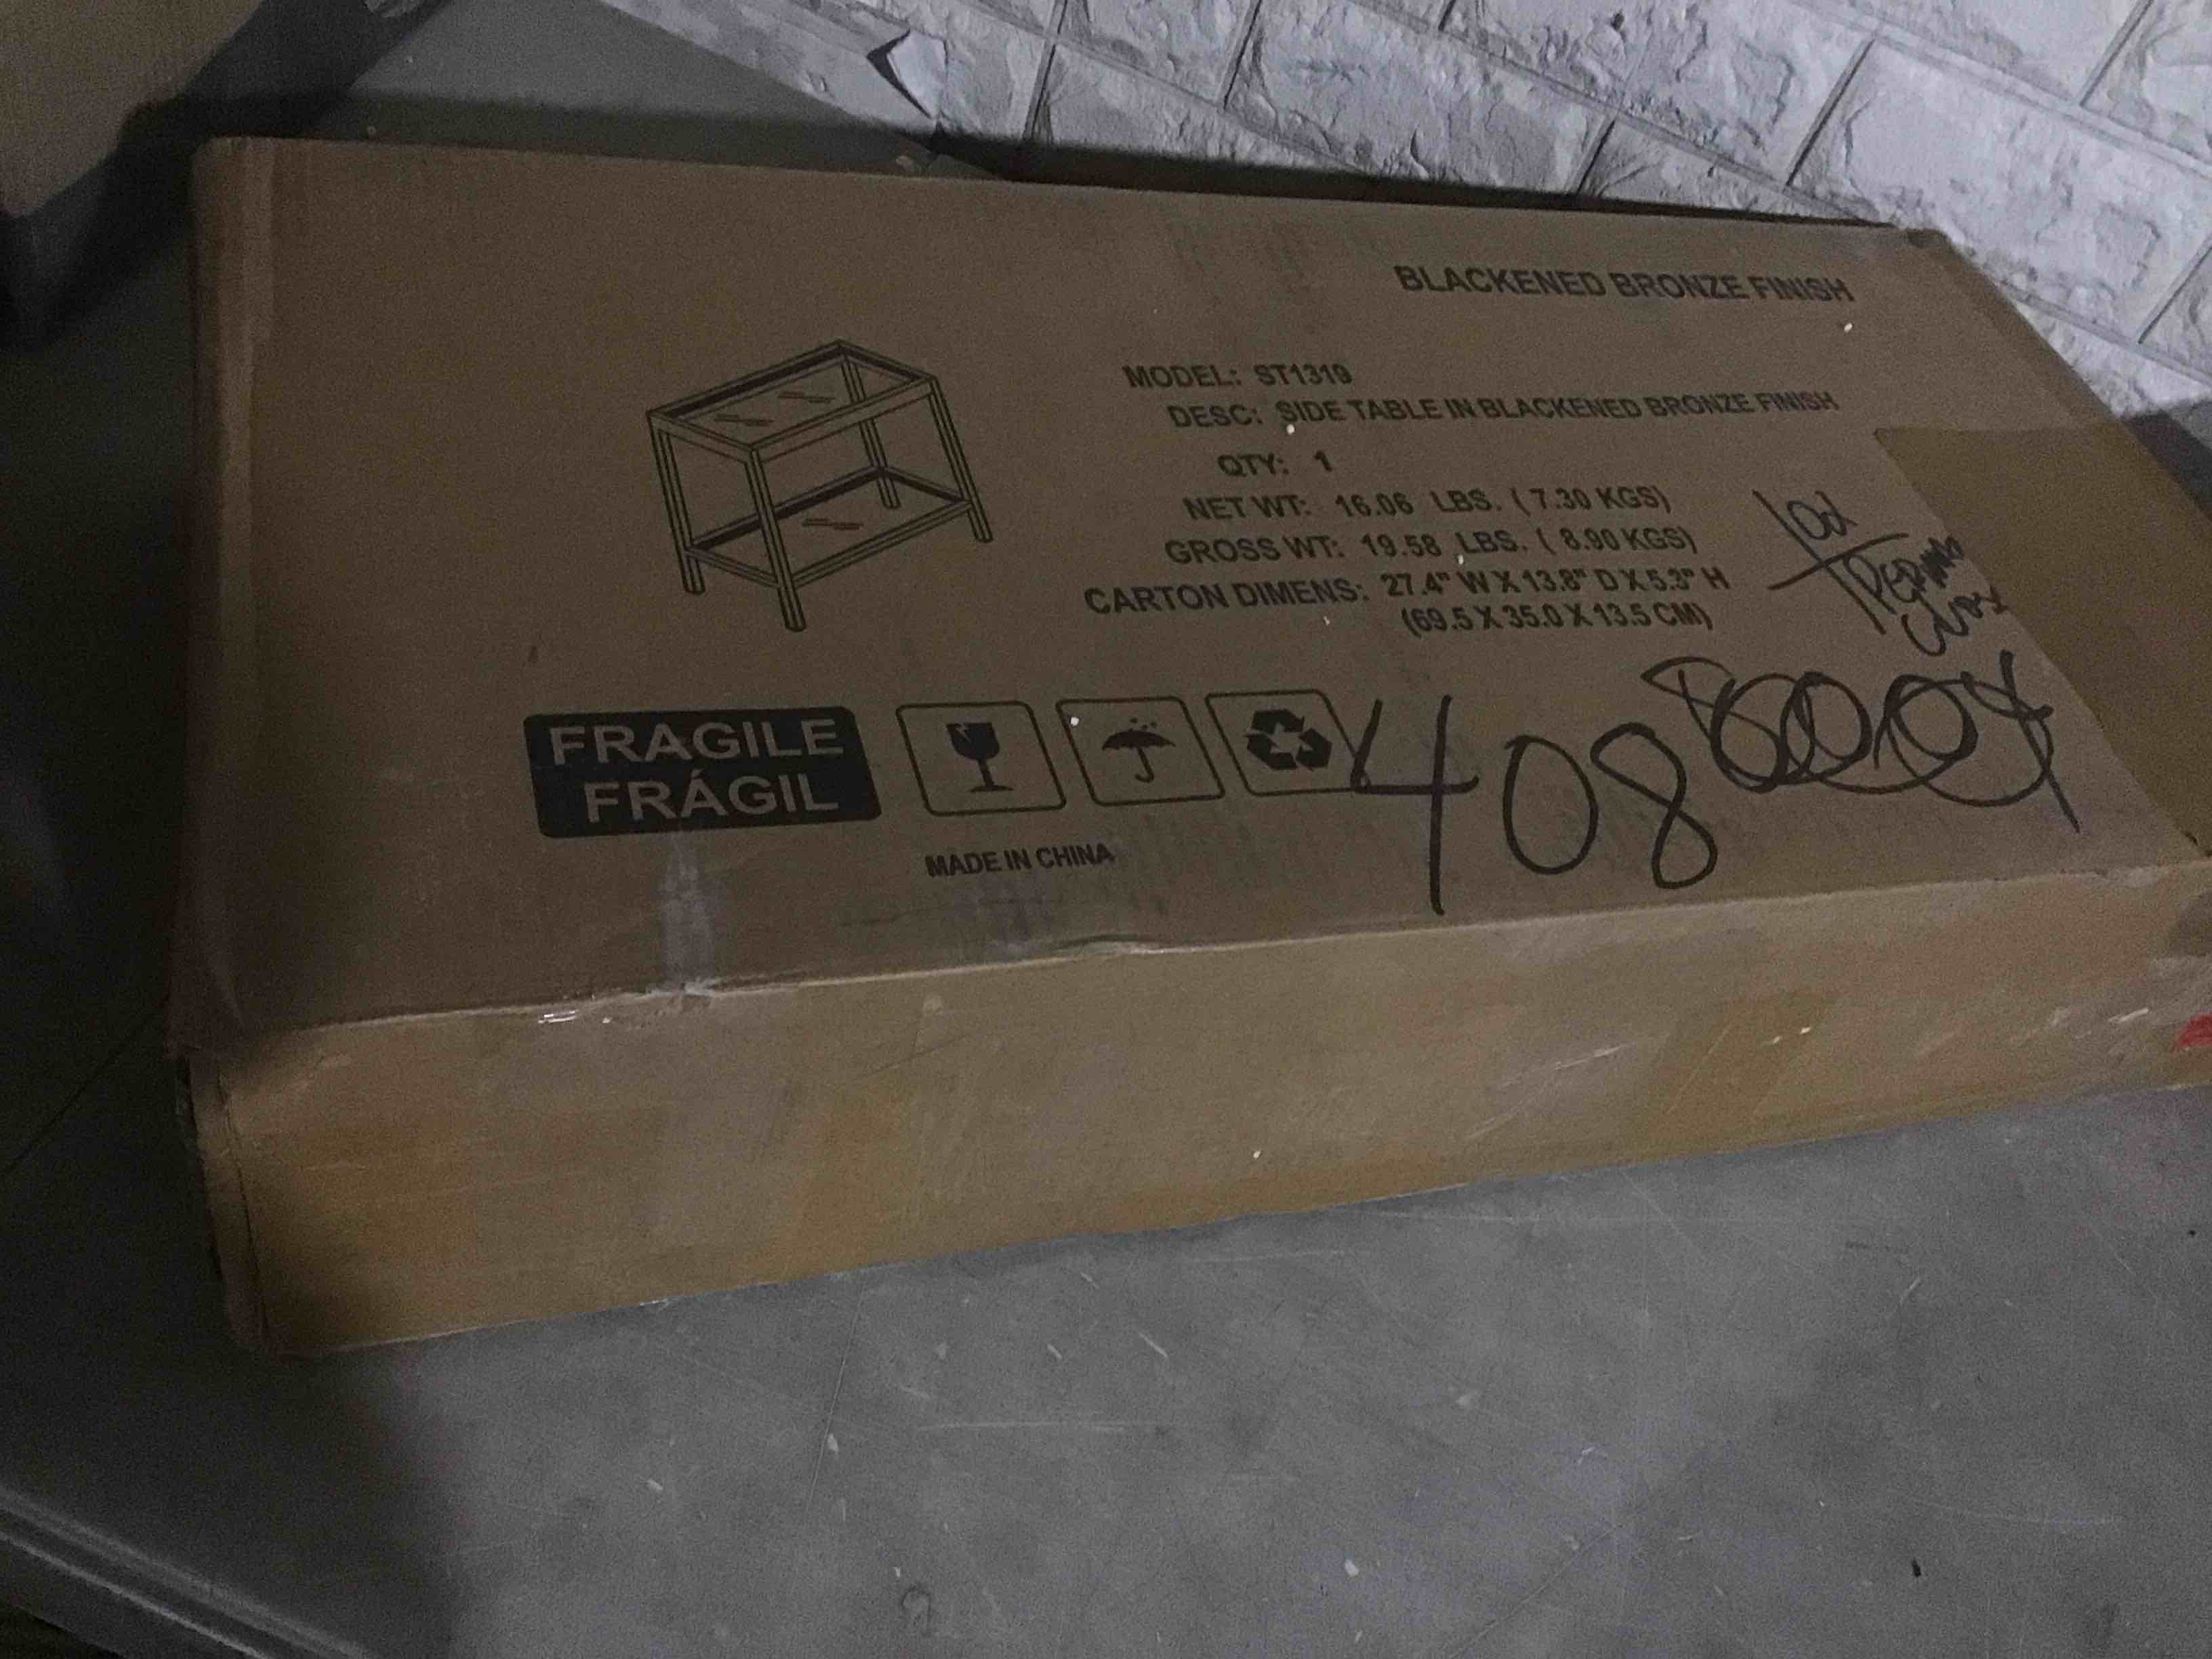 BLACKENED BRONZE FINISH
MODEL: ST1319
DESC: SIDE TABLE IN BLACKENED BRONZE FINISH
QTY: 1
NET WT: 16.06 LBS. ( 7.30 KGS)
GROSS WT: 19.58 LBS. ( 8.90 KGS)
CARTON DIMENS: 27.4" W X 13.8" D X 5.3" H
(69.5 X 35.0 X 13.5 CM)
FRAGILE
FRÁGIL
408
MADE IN CHINA